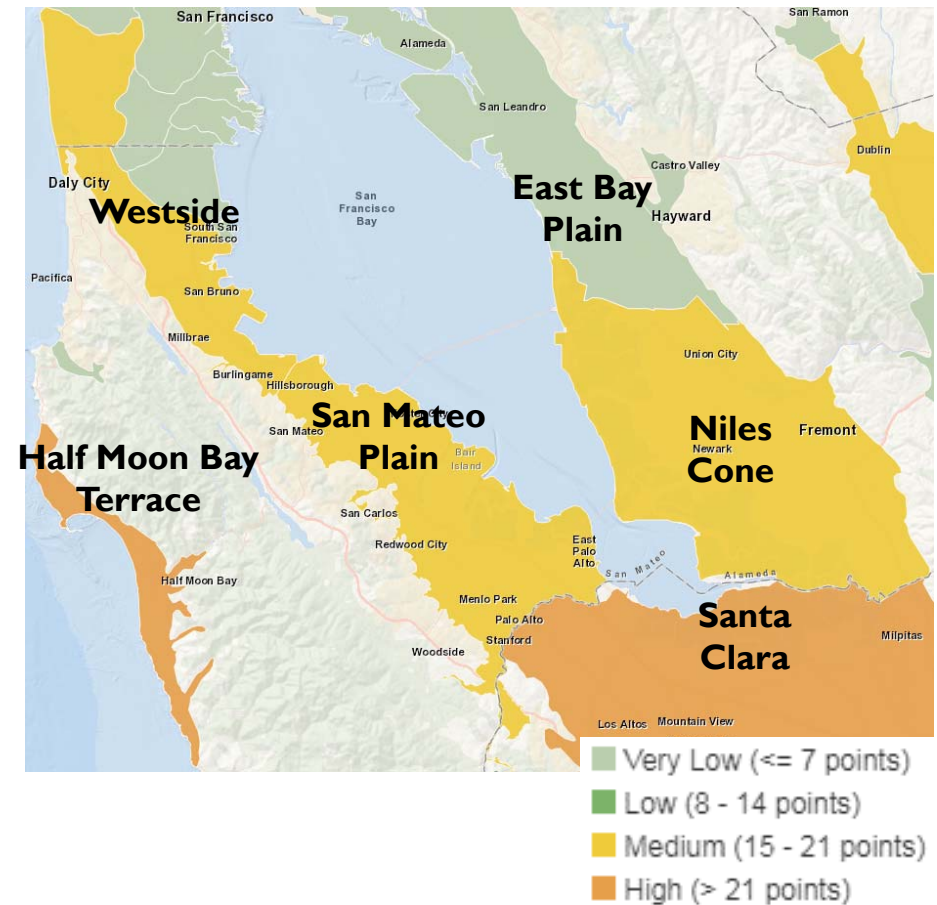 San Francisco
San Ramon
Alameda
San Leandro
Dublin
Castro Valley
Daly City
Westside
South San
Francisco
San
Francisco
Bay
East Bay
Plain
Hayward
Pacifica
San Bruno
Millbrae
Union City
Burlingame
Hillsborough
San Mateo
San Mateo
Plain
Bair
Island
Niles
Cone
Newark
Fremont
Half Moon Bay
Terrace
San Carlos
Redwood City
East
Palo
Alto
San Mateo
Alameda
Half Moon Bay
Menlo Park
Palo Alto
Stanford
Woodside
Santa
Clara
Milpitas
Los Altos
Mountain View
Very Low (<= 7 points)
Low (8 - 14 points)
Medium (15 - 21 points)
High (> 21 points)